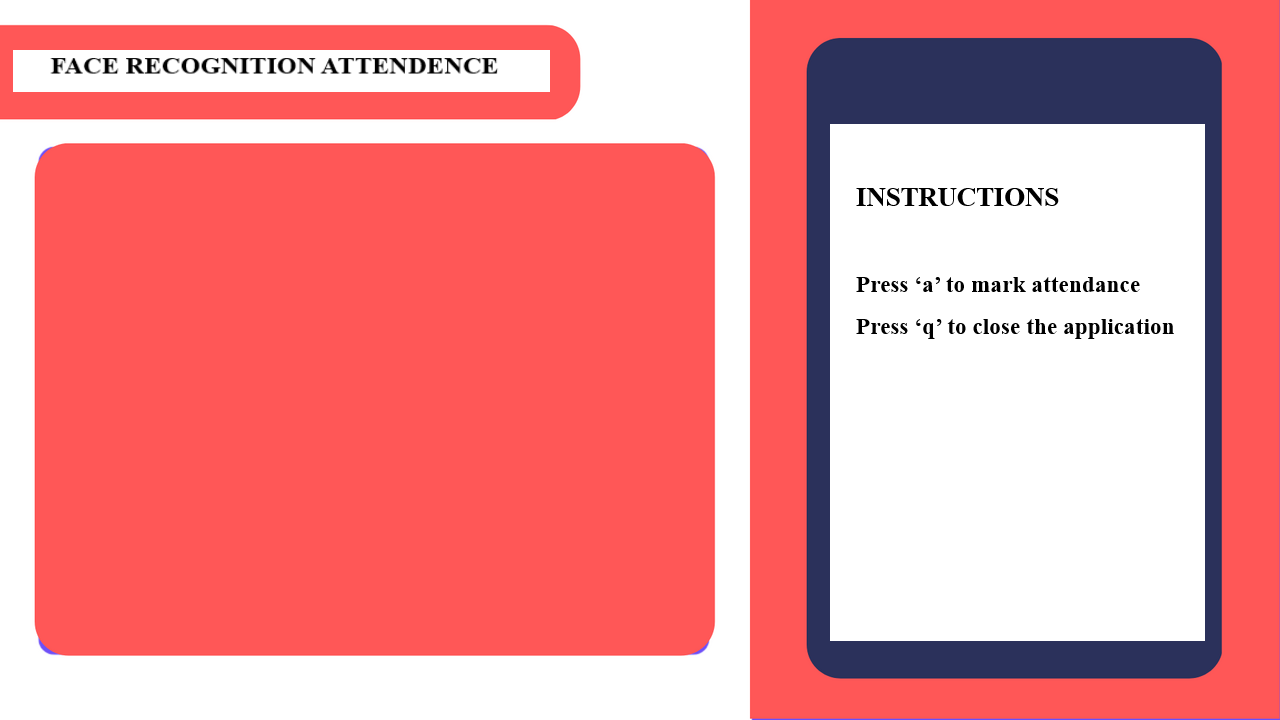 FACE RECOGNITION ATTENDENCE
INSTRUCTIONS
Press ‘a’ to mark attendance
Press ‘q’ to close the application